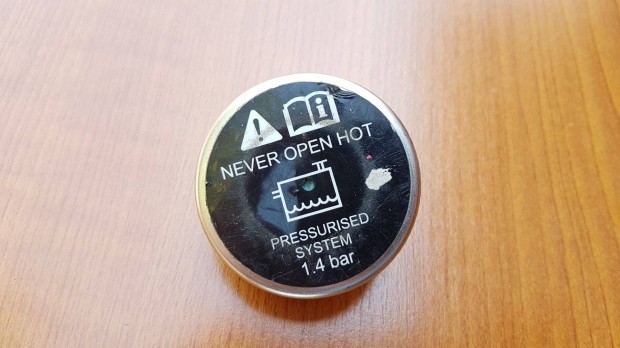 NEVER OPEN HOT
PRESSURISED
SYSTEM
1.4 bar